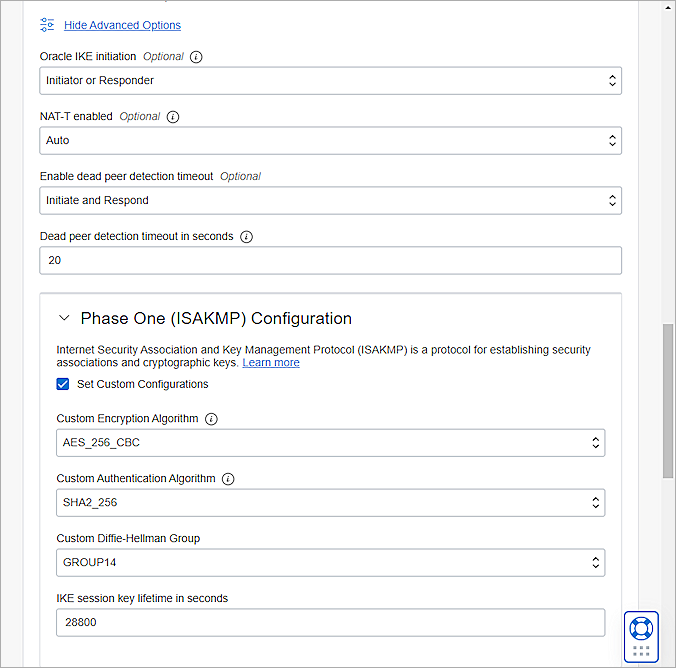 Hide Advanced Options
Oracle IKE initiation Optional
Initiator or Responder
NAT-T enabled Optional
Auto
Enable dead peer detection timeout Optional
Initiate and Respond
Dead peer detection timeout in seconds
20
Phase One (ISAKMP) Configuration
Internet Security Association and Key Management Protocol (ISAKMP) is a protocol for establishing security
associations and cryptographic keys. Learn more
Set Custom Configurations
Custom Encryption Algorithm
AES_256_CBC
Custom Authentication Algorithm
SHA2_256
Custom Diffie-Hellman Group
GROUP14
IKE session key lifetime in seconds
28800